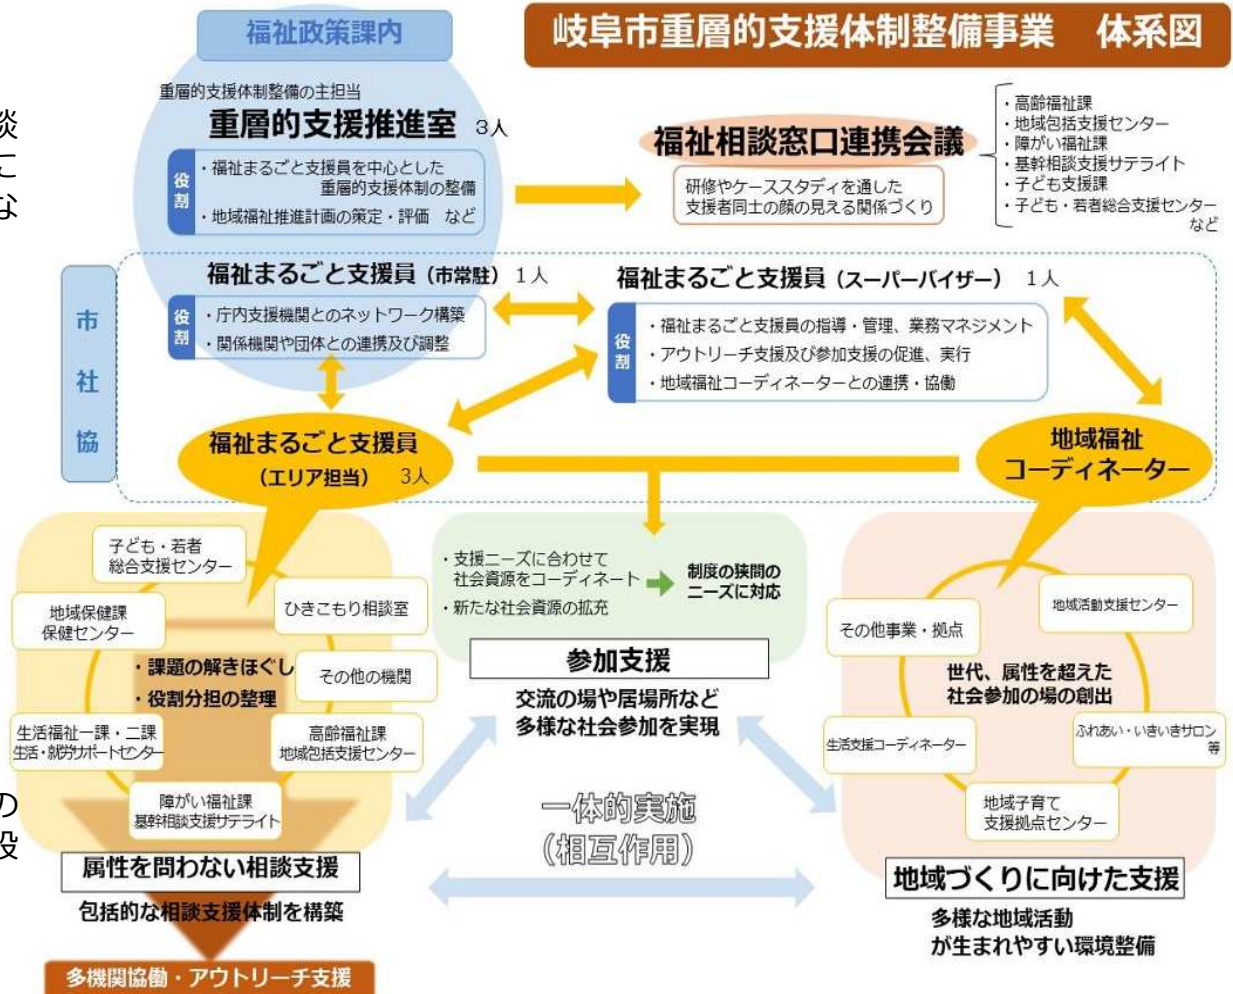 福祉政策課内
岐阜市重層的支援体制整備事業　体系図
談
に
な
重層的支援体制整備の主担当
重層的支援推進室 3人
役割
・福祉まるごと支援員を中心とした
重層的支援体制の整備
・地域福祉推進計画の策定・評価　など
福祉相談窓口連携会議
研修やケーススタディを通した
支援者同士の顔の見える関係づくり
・高齢福祉課
・地域包括支援センター
・障がい福祉課
・基幹相談支援サテライト
・子ども支援課
・子ども・若者総合支援センター
など
市社協
福祉まるごと支援員（市常駐）1人
役割
・庁内支援機関とのネットワーク構築
・関係機関や団体との連携及び調整
福祉まるごと支援員（スーパーバイザー）1人
役割
・福祉まるごと支援員の指導・管理、業務マネジメント
・アウトリーチ支援及び参加支援の促進、実行
・地域福祉コーディネーターとの連携・協働
福祉まるごと支援員
（エリア担当）3人
地域福祉
コーディネーター
子ども・若者
総合支援センター
地域保健課
保健センター
ひきこもり相談室
・課題の解きほぐし
・役割分担の整理
その他の機関
生活福祉一課・二課
生活・就労サポートセンター
高齢福祉課
地域包括支援センター
障がい福祉課
基幹相談支援サテライト
の
設
属性を問わない相談支援
包括的な相談支援体制を構築
多機関協働・アウトリーチ支援
・支援ニーズに合わせて
社会資源をコーディネート
・新たな社会資源の拡充
制度の狭間の
ニーズに対応
参加支援
交流の場や居場所など
多様な社会参加を実現
一体的実施
（相互作用）
その他事業・拠点
地域活動支援センター
世代、属性を超えた
社会参加の場の創出
生活支援コーディネーター
ふれあい・いきいきサロン
等
地域子育て
支援拠点センター
地域づくりに向けた支援
多様な地域活動
が生まれやすい環境整備